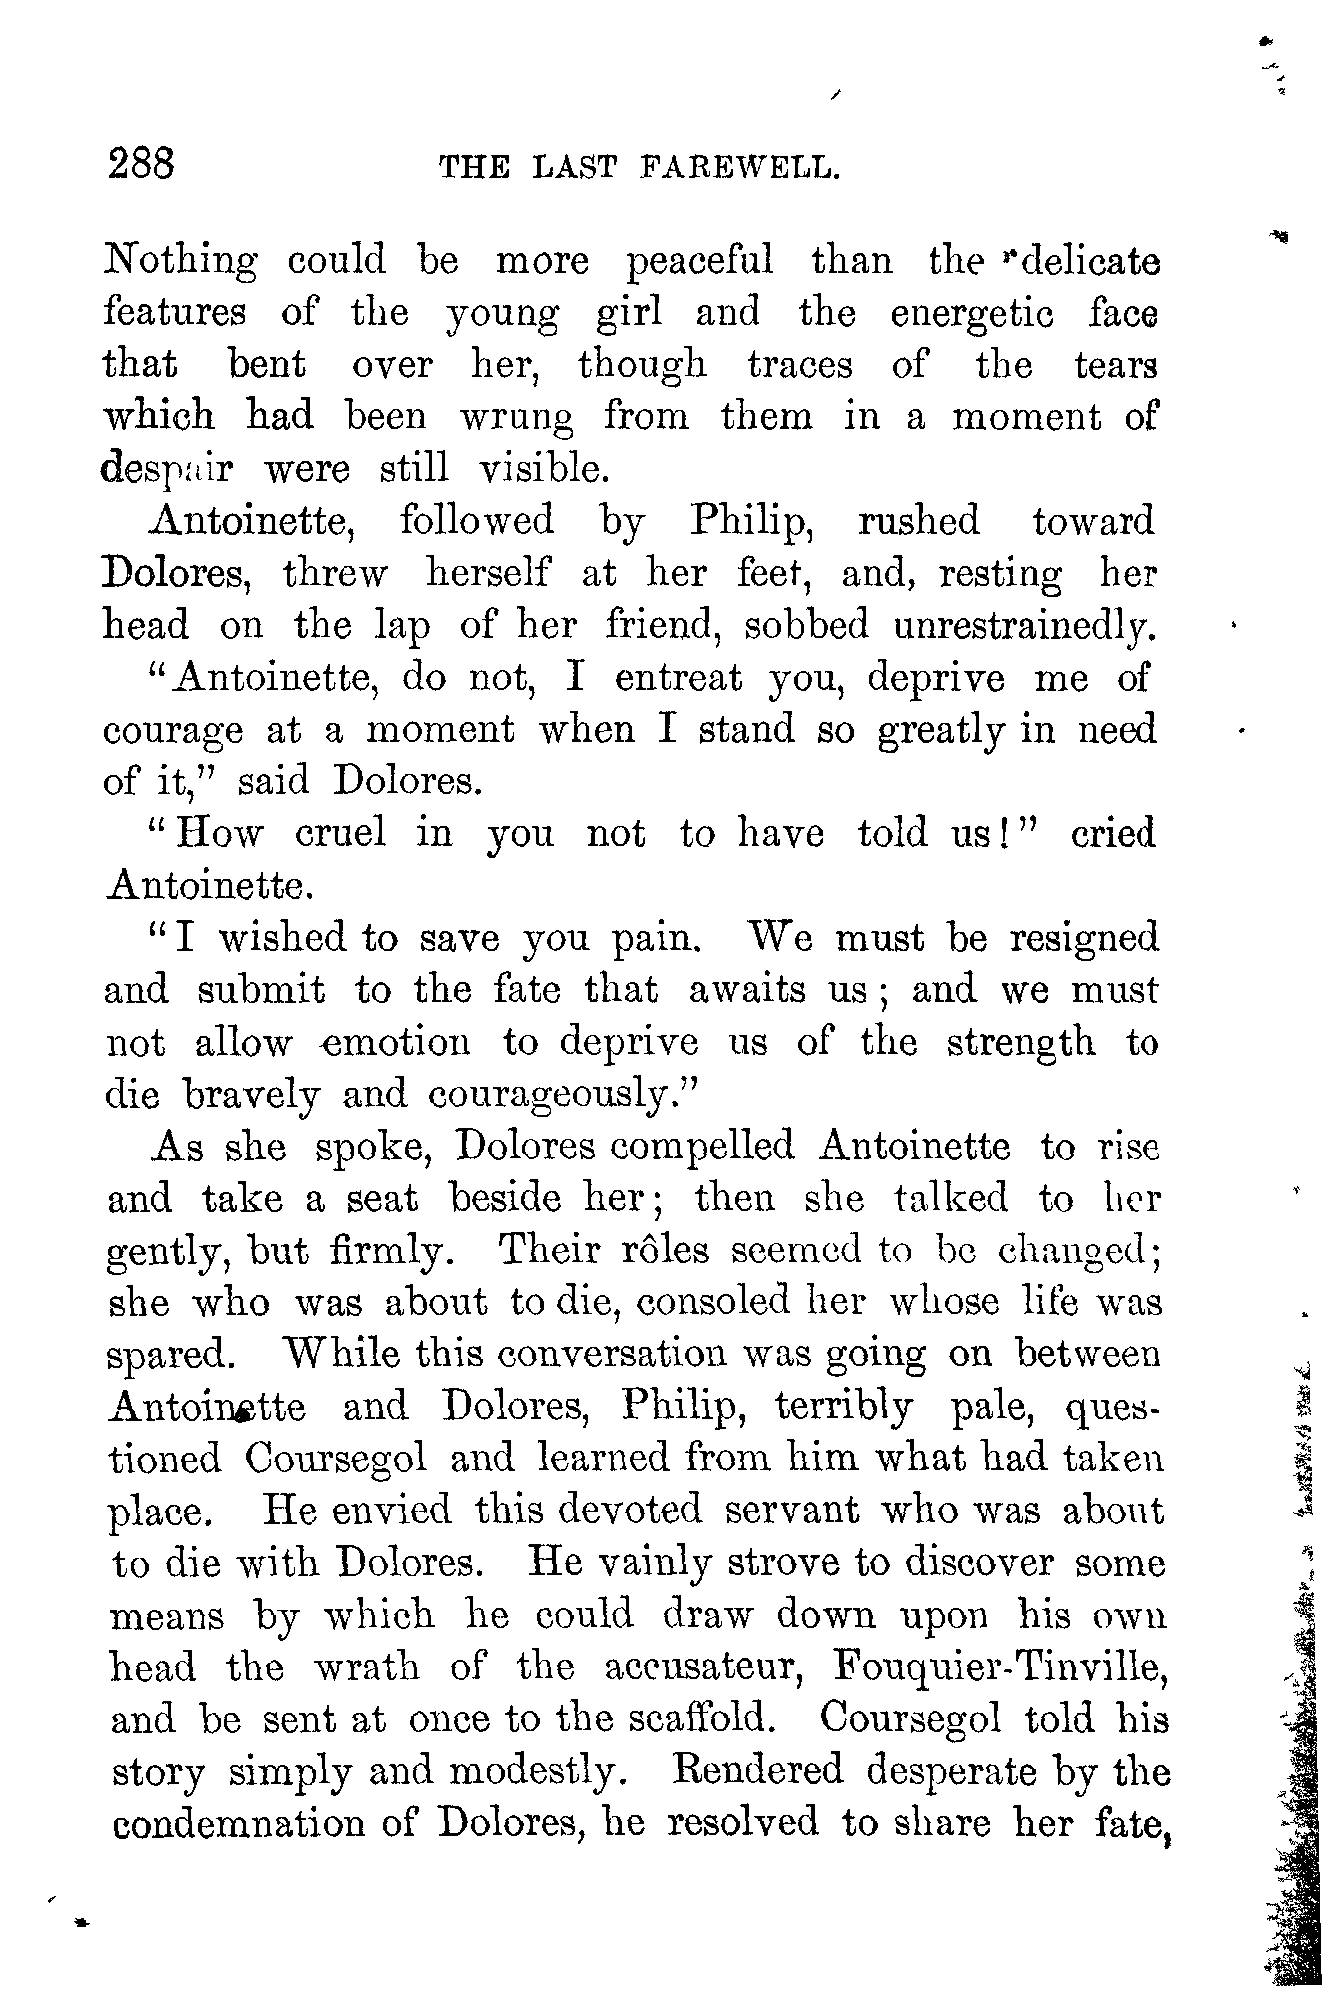 288 THE LAST FAREWELL.
Nothing could be more peaceful than the delicate
features of the young girl and the energetic face
that bent over her, though traces of the tears
which had been wrung from them in a moment of
despair were still visible.
Antoinette, followed by Philip, rushed toward
Dolores, threw herself at her feet, and, resting her
head on the lap of her friend, sobbed unrestrainedly.
"Antoinette, do not, I entreat you, deprive me of
courage at a moment when I stand so greatly in need
of it," said Dolores.
"How cruel in you not to have told us!" cried
Antoinette.
"I wished to save you pain. We must be resigned
and submit to the fate that awaits us; and we must
not allow emotion to deprive us of the strength to
die bravely and courageously."
As she spoke, Dolores compelled Antoinette to rise
and take a seat beside her; then she talked to her
gently, but firmly. Their rôles seemed to be changed;
she who was about to die, consoled her whose life was
spared. While this conversation was going on between
Antoinette and Dolores, Philip, terribly pale, ques-
tioned Coursegol and learned from him what had taken
place. He envied this devoted servant who was about
to die with Dolores. He vainly strove to discover some
means by which he could draw down upon his own
head the wrath of the accusateur, Fouquier-Tinville,
and be sent at once to the scaffold. Coursegol told his
story simply and modestly. Rendered desperate by the
condemnation of Dolores, he resolved to share her fate,